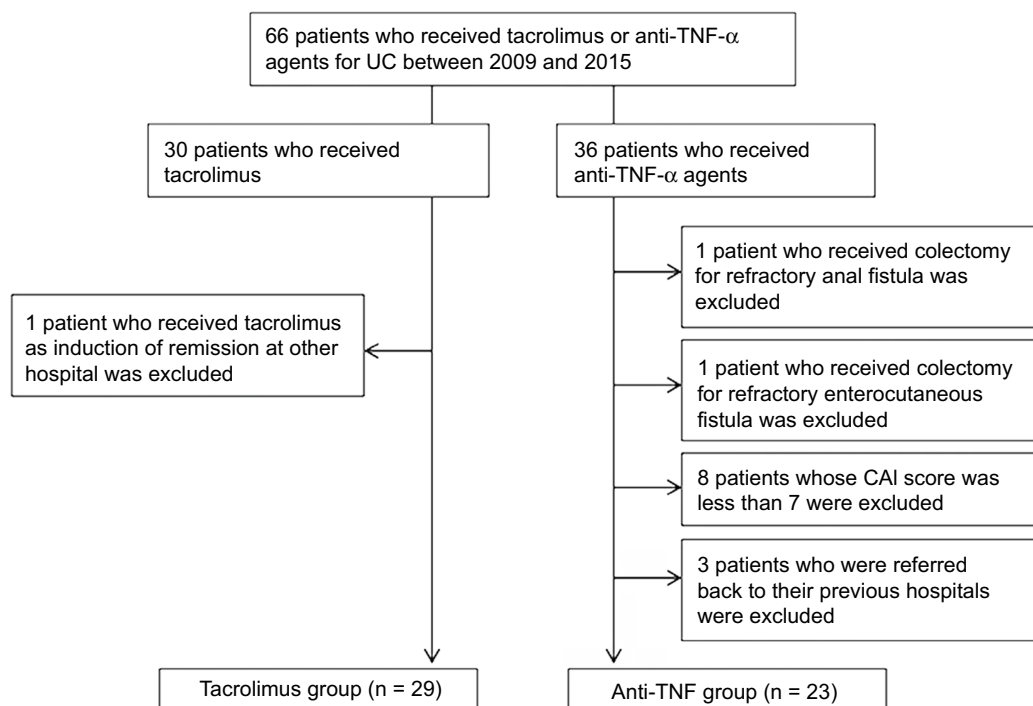 66 patients who received tacrolimus or anti-TNF-α
agents for UC between 2009 and 2015
30 patients who received
tacrolimus
36 patients who received
anti-TNF-α agents
1 patient who received colectomy
for refractory anal fistula was
excluded
1 patient who received tacrolimus
as induction of remission at other
hospital was excluded
1 patient who received colectomy
for refractory enterocutaneous
fistula was excluded
8 patients whose CAI score was
less than 7 were excluded
3 patients who were referred
back to their previous hospitals
were excluded
Tacrolimus group (n = 29)
Anti-TNF group (n = 23)